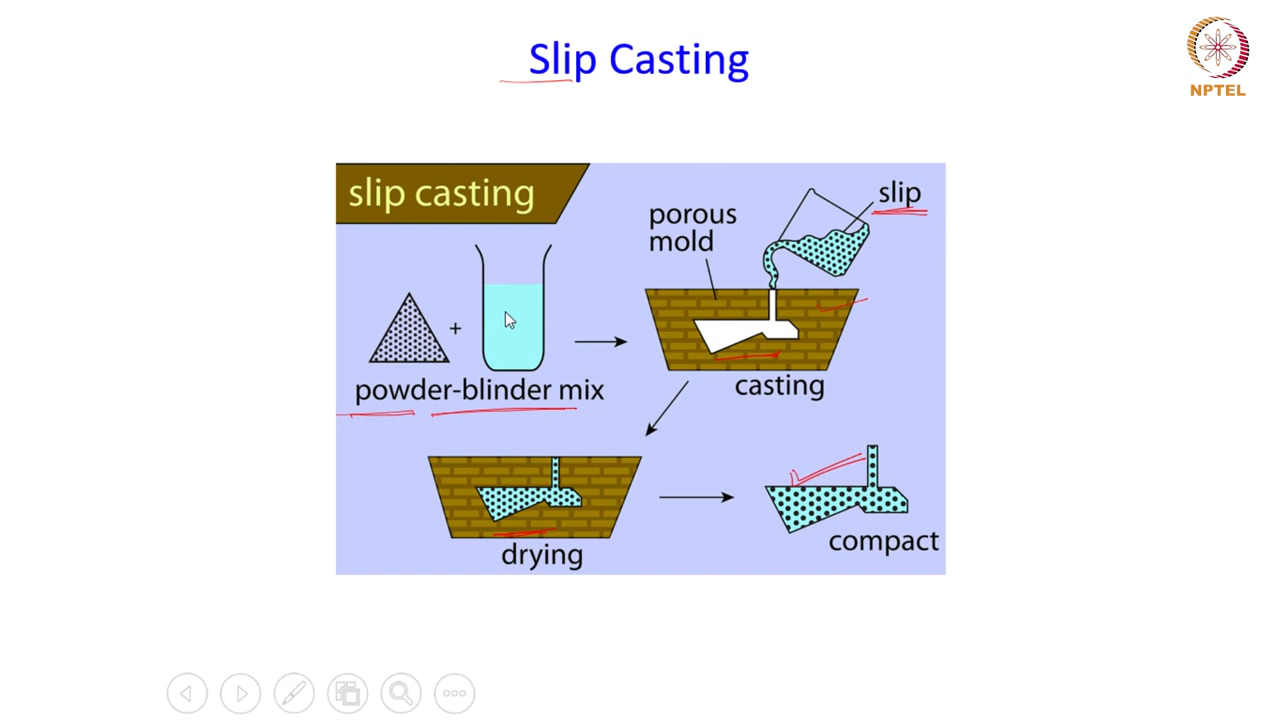 Slip Casting
NPTEL
slip casting
slip
porous
mold
+
powder-blinder mix
casting
drying
compact